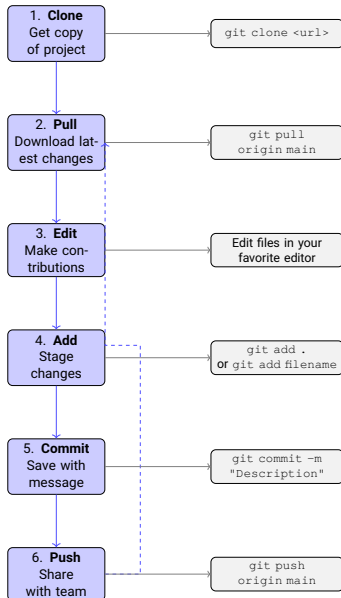 1. Clone
Get copy
of project
git clone <url>
2. Pull
Download lat-
est changes
git pull
origin main
3. Edit
Make con-
tributions
Edit files in your
favorite editor
4. Add
Stage
changes
git add .
or git add filename
5. Commit
Save with
message
git commit -m
"Description"
6. Push
Share
with team
git push
origin main